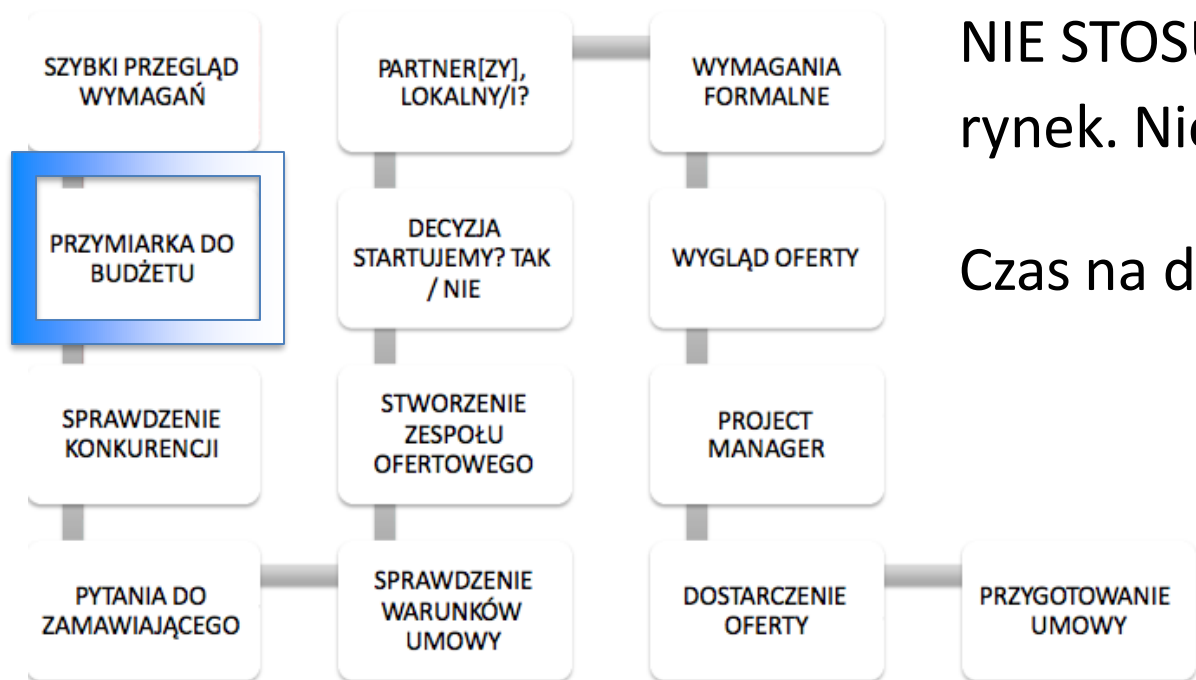 SZYBKI PRZEGLĄD
WYMAGAŃ
PRZYMIARKA DO
BUDŻETU
SPRAWDZENIE
KONKURENCJI
PYTANIA DO
ZAMAWIAJĄCEGO
SPRAWDZENIE
WARUNKÓW
UMOWY
STWORZENIE
ZESPOŁU
OFERTOWEGO
DECYZJA
STARTUJEMY? TAK
/ NIE
PARTNER[ZY],
LOKALNY/I?
WYMAGANIA
FORMALNE
WYGLĄD OFERTY
PROJECT
MANAGER
DOSTARCZENIE
OFERTY
PRZYGOTOWANIE
UMOWY
NIE
rynek.
Czas na